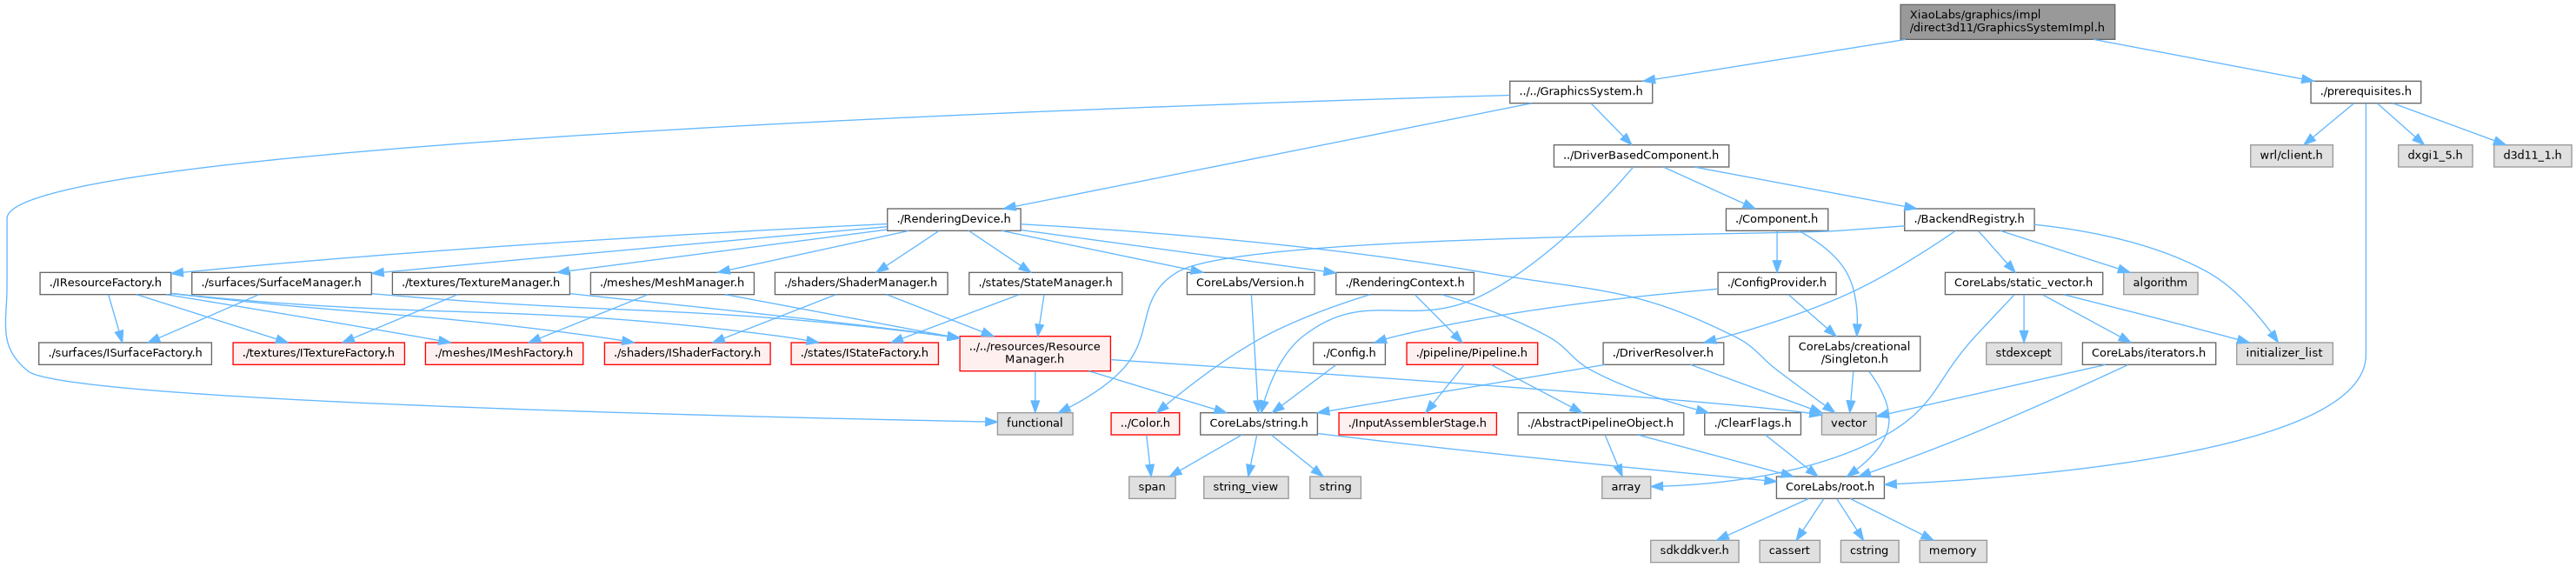 XiaoLabs/graphics/impl
/direct3d11/GraphicsSystemImpl.h
../../GraphicsSystem.h
./prerequisites.h
../DriverBasedComponent.h
wrl/client.h
dxgi1_5.h
d3d11_1.h
./RenderingDevice.h
./Component.h
./BackendRegistry.h
./IResourceFactory.h
./surfaces/SurfaceManager.h
./textures/TextureManager.h
./meshes/MeshManager.h
./shaders/ShaderManager.h
./states/StateManager.h
CoreLabs/Version.h
./RenderingContext.h
./ConfigProvider.h
CoreLabs/static_vector.h
algorithm
./surfaces/ISurfaceFactory.h
./textures/ITextureFactory.h
./meshes/IMeshFactory.h
./shaders/IShaderFactory.h
./states/IStateFactory.h
../../resources/Resource
Manager.h
./Config.h
./pipeline/Pipeline.h
./DriverResolver.h
CoreLabs/creational
/Singleton.h
stdexcept
CoreLabs/iterators.h
initializer_list
functional
../Color.h
CoreLabs/string.h
./InputAssemblerStage.h
./AbstractPipelineObject.h
./ClearFlags.h
vector
span
string_view
string
array
CoreLabs/root.h
sdkddkver.h
cassert
cstring
memory